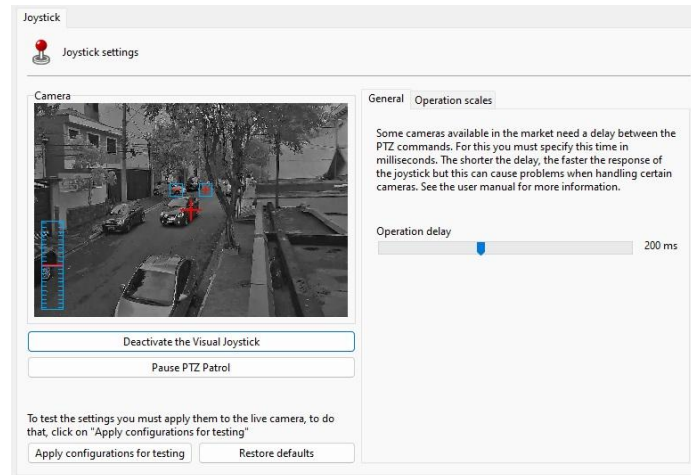 Joystick
Joystick settings
Camera
Deactivate the Visual Joystick
Pause PTZ Patrol
To test the settings you must apply them to the live camera, to do
that, click on "Apply configurations for testing"
Apply configurations for testing
Restore defaults
General
Operation scales
Some cameras available in the market need a delay between the
PTZ commands. For this you must specify this time in
milliseconds. The shorter the delay, the faster the response of
the joystick but this can cause problems when handling certain
cameras. See the user manual for more information.
Operation delay
200 ms